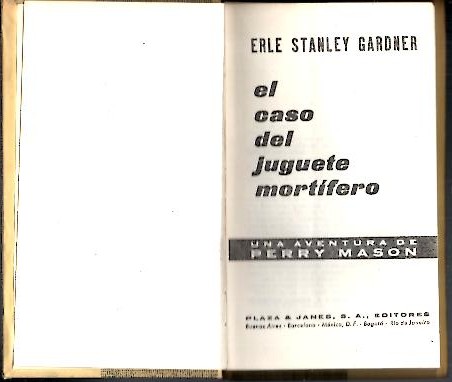 ERLE STANLEY GARDNER
el
caso
del
juguete
mortífero
UNA AVENTURA DE
PERRY MASON
PLAZA & JANES, S. A., EDITORES
Buenos Aires - Barcelona - México, D. F. - Bogotá - Rio de Janeiro